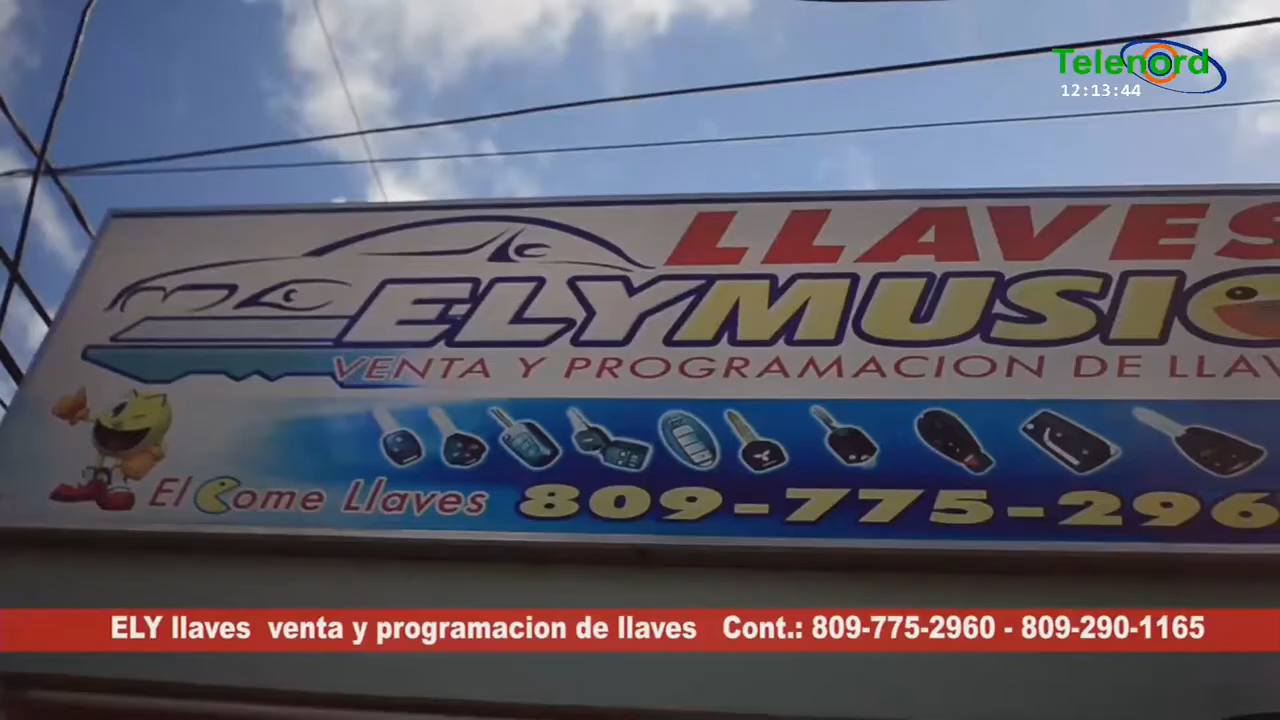 Telenord
12:13:44
LLAVES
ELYMUSIC
VENTA Y PROGRAMACION DE LLAV
El Come Llaves
809-775-296
ELY llaves venta y programacion de llaves Cont.: 809-775-2960 - 809-290-1165